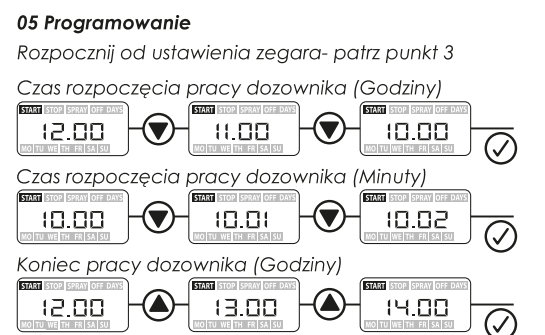 05 Programowanie
Rozpocznij od ustawienia zegara- patrz punkt 3
Czas rozpoczęcia pracy dozownika (Godziny)
START STOP SPRAY OFF DAYS START STOP SPRAY OFF DAYS START STOP SPRAY OFF DAYS
12.00 11.00 10.00
MO TU WE TH FR SA SU MO TU WE TH FR SA SU MO TU WE TH FR SA SU
Czas rozpoczęcia pracy dozownika (Minuty)
START STOP SPRAY OFF DAYS START STOP SPRAY OFF DAYS START STOP SPRAY OFF DAYS
10.00 10.01 10.02
MO TU WE TH FR SA SU MO TU WE TH FR SA SU MO TU WE TH FR SA SU
Koniec pracy dozownika (Godziny)
START STOP SPRAY OFF DAYS START STOP SPRAY OFF DAYS START STOP SPRAY OFF DAYS
12.00 13.00 14.00
MO TU WE TH FR SA SU MO TU WE TH FR SA SU MO TU WE TH FR SA SU